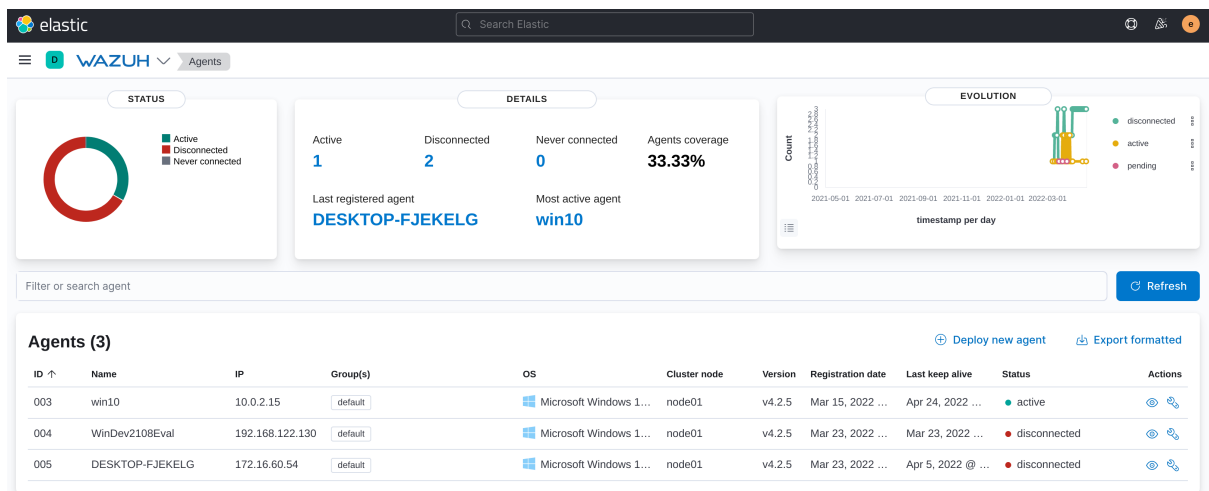 elastic
Search Elastic
e
D WAZUH Agents
STATUS
Active
Disconnected
Never connected
DETAILS
Active Disconnected Never connected Agents coverage
1 2 0 33.33%
Last registered agent Most active agent
DESKTOP-FJEKELG win10
EVOLUTION
Count
3
2021-05-01 2021-07-01 2021-09-01 2021-11-01 2022-01-01 2022-03-01
timestamp per day
disconnected
active
pending
Filter or search agent
Refresh
Agents (3)
Deploy new agent Export formatted
ID Name IP Group(s) OS Cluster node Version Registration date Last keep alive Status Actions
003 win10 10.0.2.15 default Microsoft Windows 1... node01 v4.2.5 Mar 15, 2022 ... Apr 24, 2022 ... active
004 WinDev2108Eval 192.168.122.130 default Microsoft Windows 1... node01 v4.2.5 Mar 23, 2022 ... Mar 23, 2022 ... disconnected
005 DESKTOP-FJEKELG 172.16.60.54 default Microsoft Windows 1... node01 v4.2.5 Mar 23, 2022 ... Apr 5, 2022 @ ... disconnected